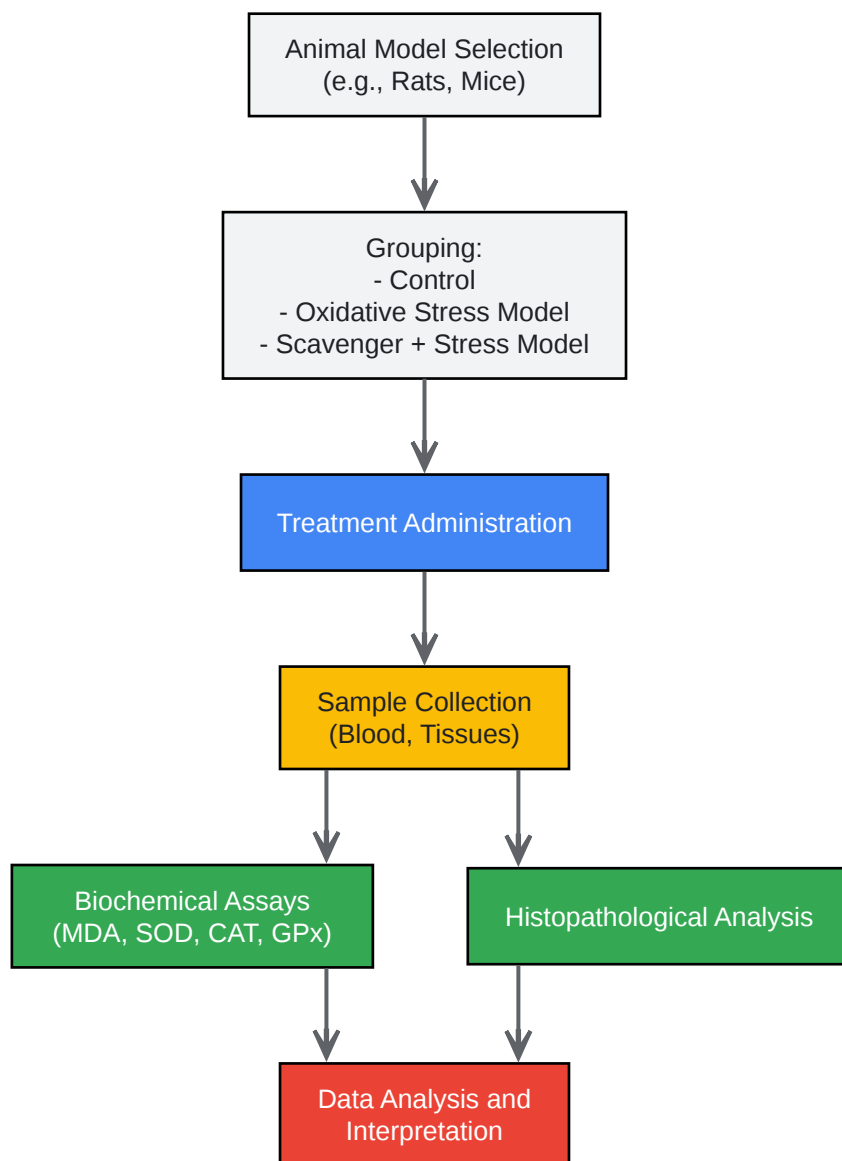 Animal Model Selection
(e.g., Rats, Mice)
Grouping:
- Control
- Oxidative Stress Model
- Scavenger + Stress Model
Treatment Administration
Sample Collection
(Blood, Tissues)
Biochemical Assays
(MDA, SOD, CAT, GPx)
Histopathological Analysis
Data Analysis and
Interpretation